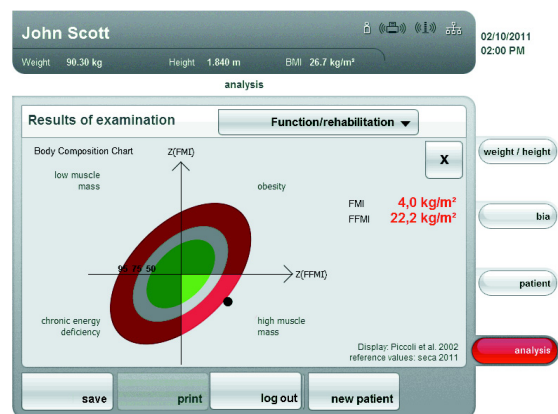 John Scott
02/10/2011
02:00 PM
Weight 90.30 kg Height 1.840 m BMI 26.7 kg/m²
analysis
Results of examination
Function/rehabilitation
Body Composition Chart
Z(FMI)
X
weight / height
low muscle
mass
obesity
FMI 4,0 kg/m²
FFMI 22,2 kg/m²
bia
95 75 50
Z(FFMI)
patient
chronic energy
deficiency
high muscle
mass
Display: Piccoli et al. 2002
reference values: seca 2011
analysis
save
print
log out
new patient